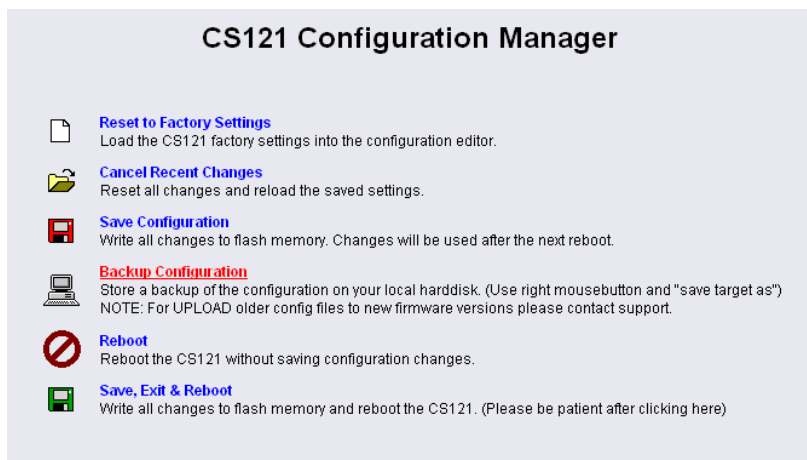 CS121 Configuration Manager
Reset to Factory Settings
Load the CS121 factory settings into the configuration editor.
Cancel Recent Changes
Reset all changes and reload the saved settings.
Save Configuration
Write all changes to flash memory. Changes will be used after the next reboot.
Backup Configuration
Store a backup of the configuration on your local harddisk. (Use right mousebutton and "save target as")
NOTE: For UPLOAD older config files to new firmware versions please contact support.
Reboot
Reboot the CS121 without saving configuration changes.
Save, Exit & Reboot
Write all changes to flash memory and reboot the CS121. (Please be patient after clicking here)